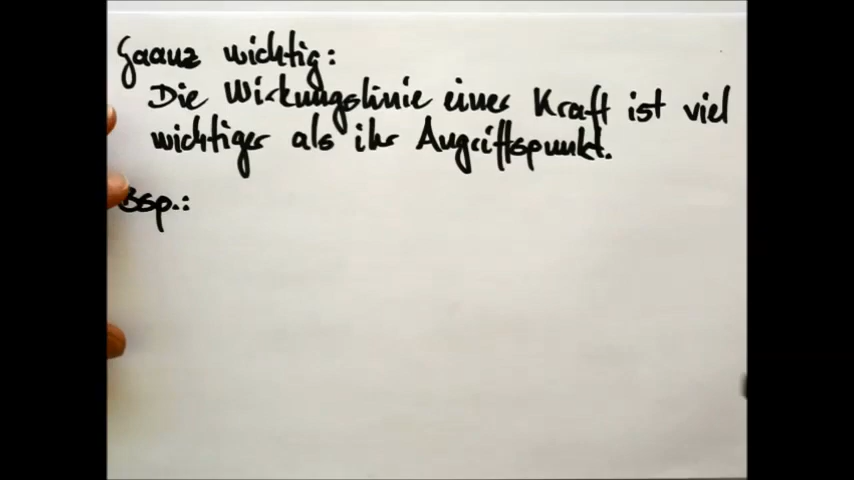 Gaanz wichtig:
Die Wirkungslinie einer Kraft ist viel
wichtiger als ihr Angriffspunkt.
Bsp.: